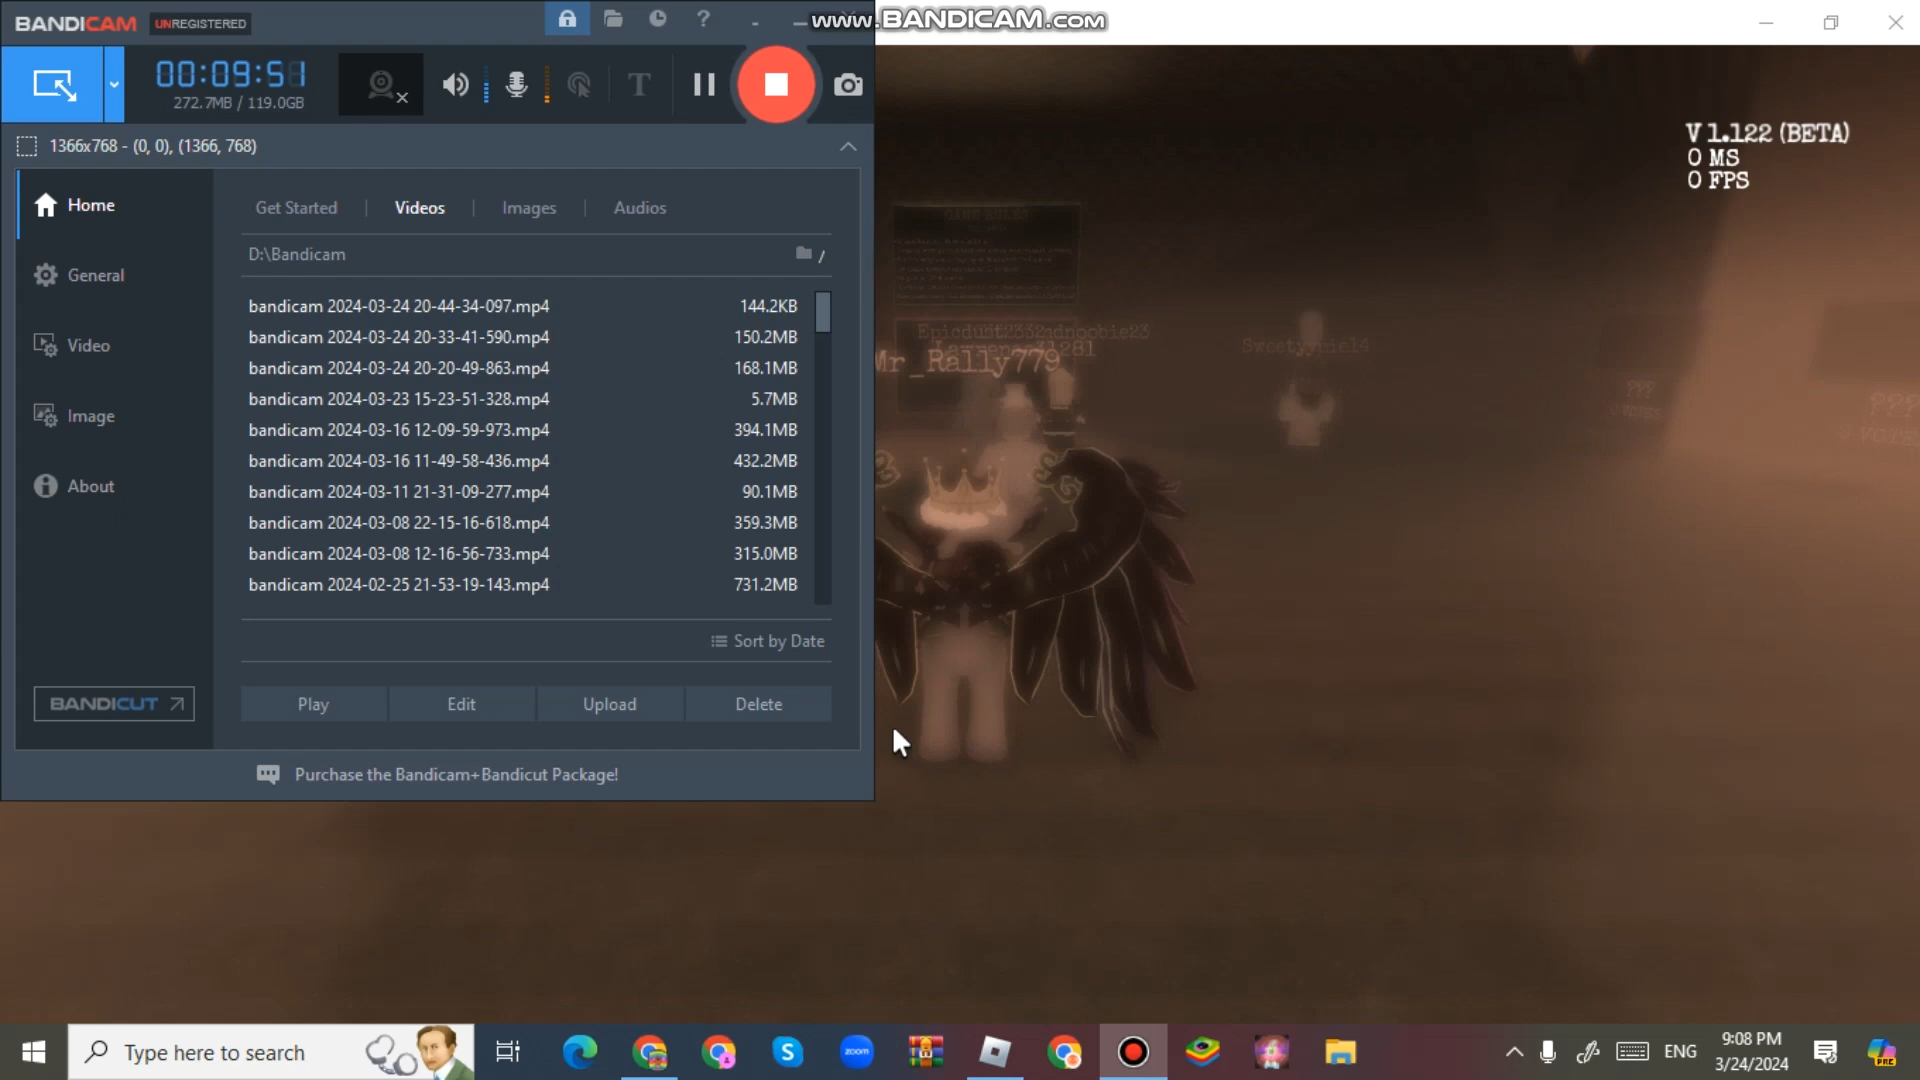 BANDICAM UNREGISTERED
www.BANDICAM.com
00:09:51
272.7MB / 119.0GB
1366x768 - (0, 0), (1366, 768)
Home
General
Video
Image
About
BANDICUT
Get Started | Videos | Images | Audios
D:\Bandicam
bandicam 2024-03-24 20-44-34-097.mp4 144.2KB
bandicam 2024-03-24 20-33-41-590.mp4 150.2MB
bandicam 2024-03-24 20-20-49-863.mp4 168.1MB
bandicam 2024-03-23 15-23-51-328.mp4 5.7MB
bandicam 2024-03-16 12-09-59-973.mp4 394.1MB
bandicam 2024-03-16 11-49-58-436.mp4 432.2MB
bandicam 2024-03-11 21-31-09-277.mp4 90.1MB
bandicam 2024-03-08 22-15-16-618.mp4 359.3MB
bandicam 2024-03-08 12-16-56-733.mp4 315.0MB
bandicam 2024-02-25 21-53-19-143.mp4 731.2MB
Sort by Date
Play Edit Upload Delete
Purchase the Bandicam+Bandicut Package!
V 1.122 (BETA)
0 MS
0 FPS
GAME RULES
Mr_Rally779
???
???
Type here to search
zoom
ENG
9:08 PM
3/24/2024
PRE